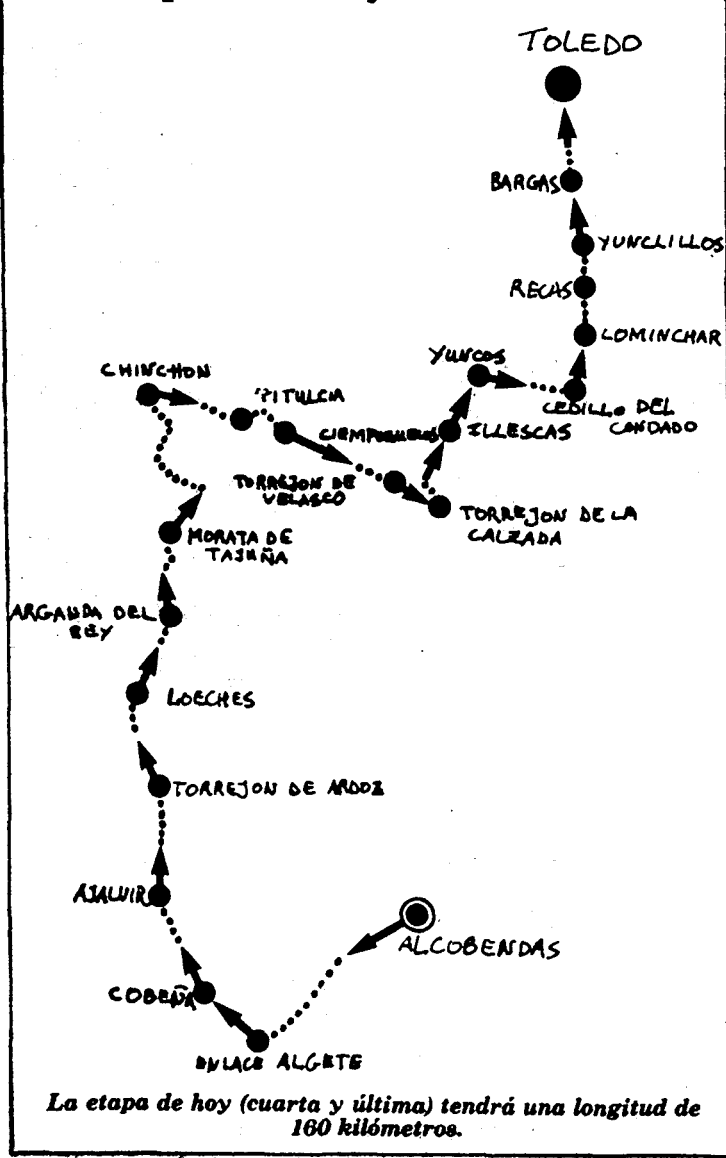 TOLEDO
BARGAS
YUNCLILLOS
RECAS
LOMINCHAR
YUNCOS
CHINCHON
CEDILLO DEL
CONDADO
TITULCIA
CIEMPOZUELOS
ILLESCAS
TORREJON DE
VELASCO
TORREJON DE LA
CALZADA
MORATA DE
TAJUÑA
ARGANDA DEL
REY
LOECHES
TORREJON DE ARDOZ
AJALVIR
ALCOBENDAS
COBEÑA
ENLACE ALGETE
La etapa de hoy (cuarta y última) tendrá una longitud de
160 kilómetros.